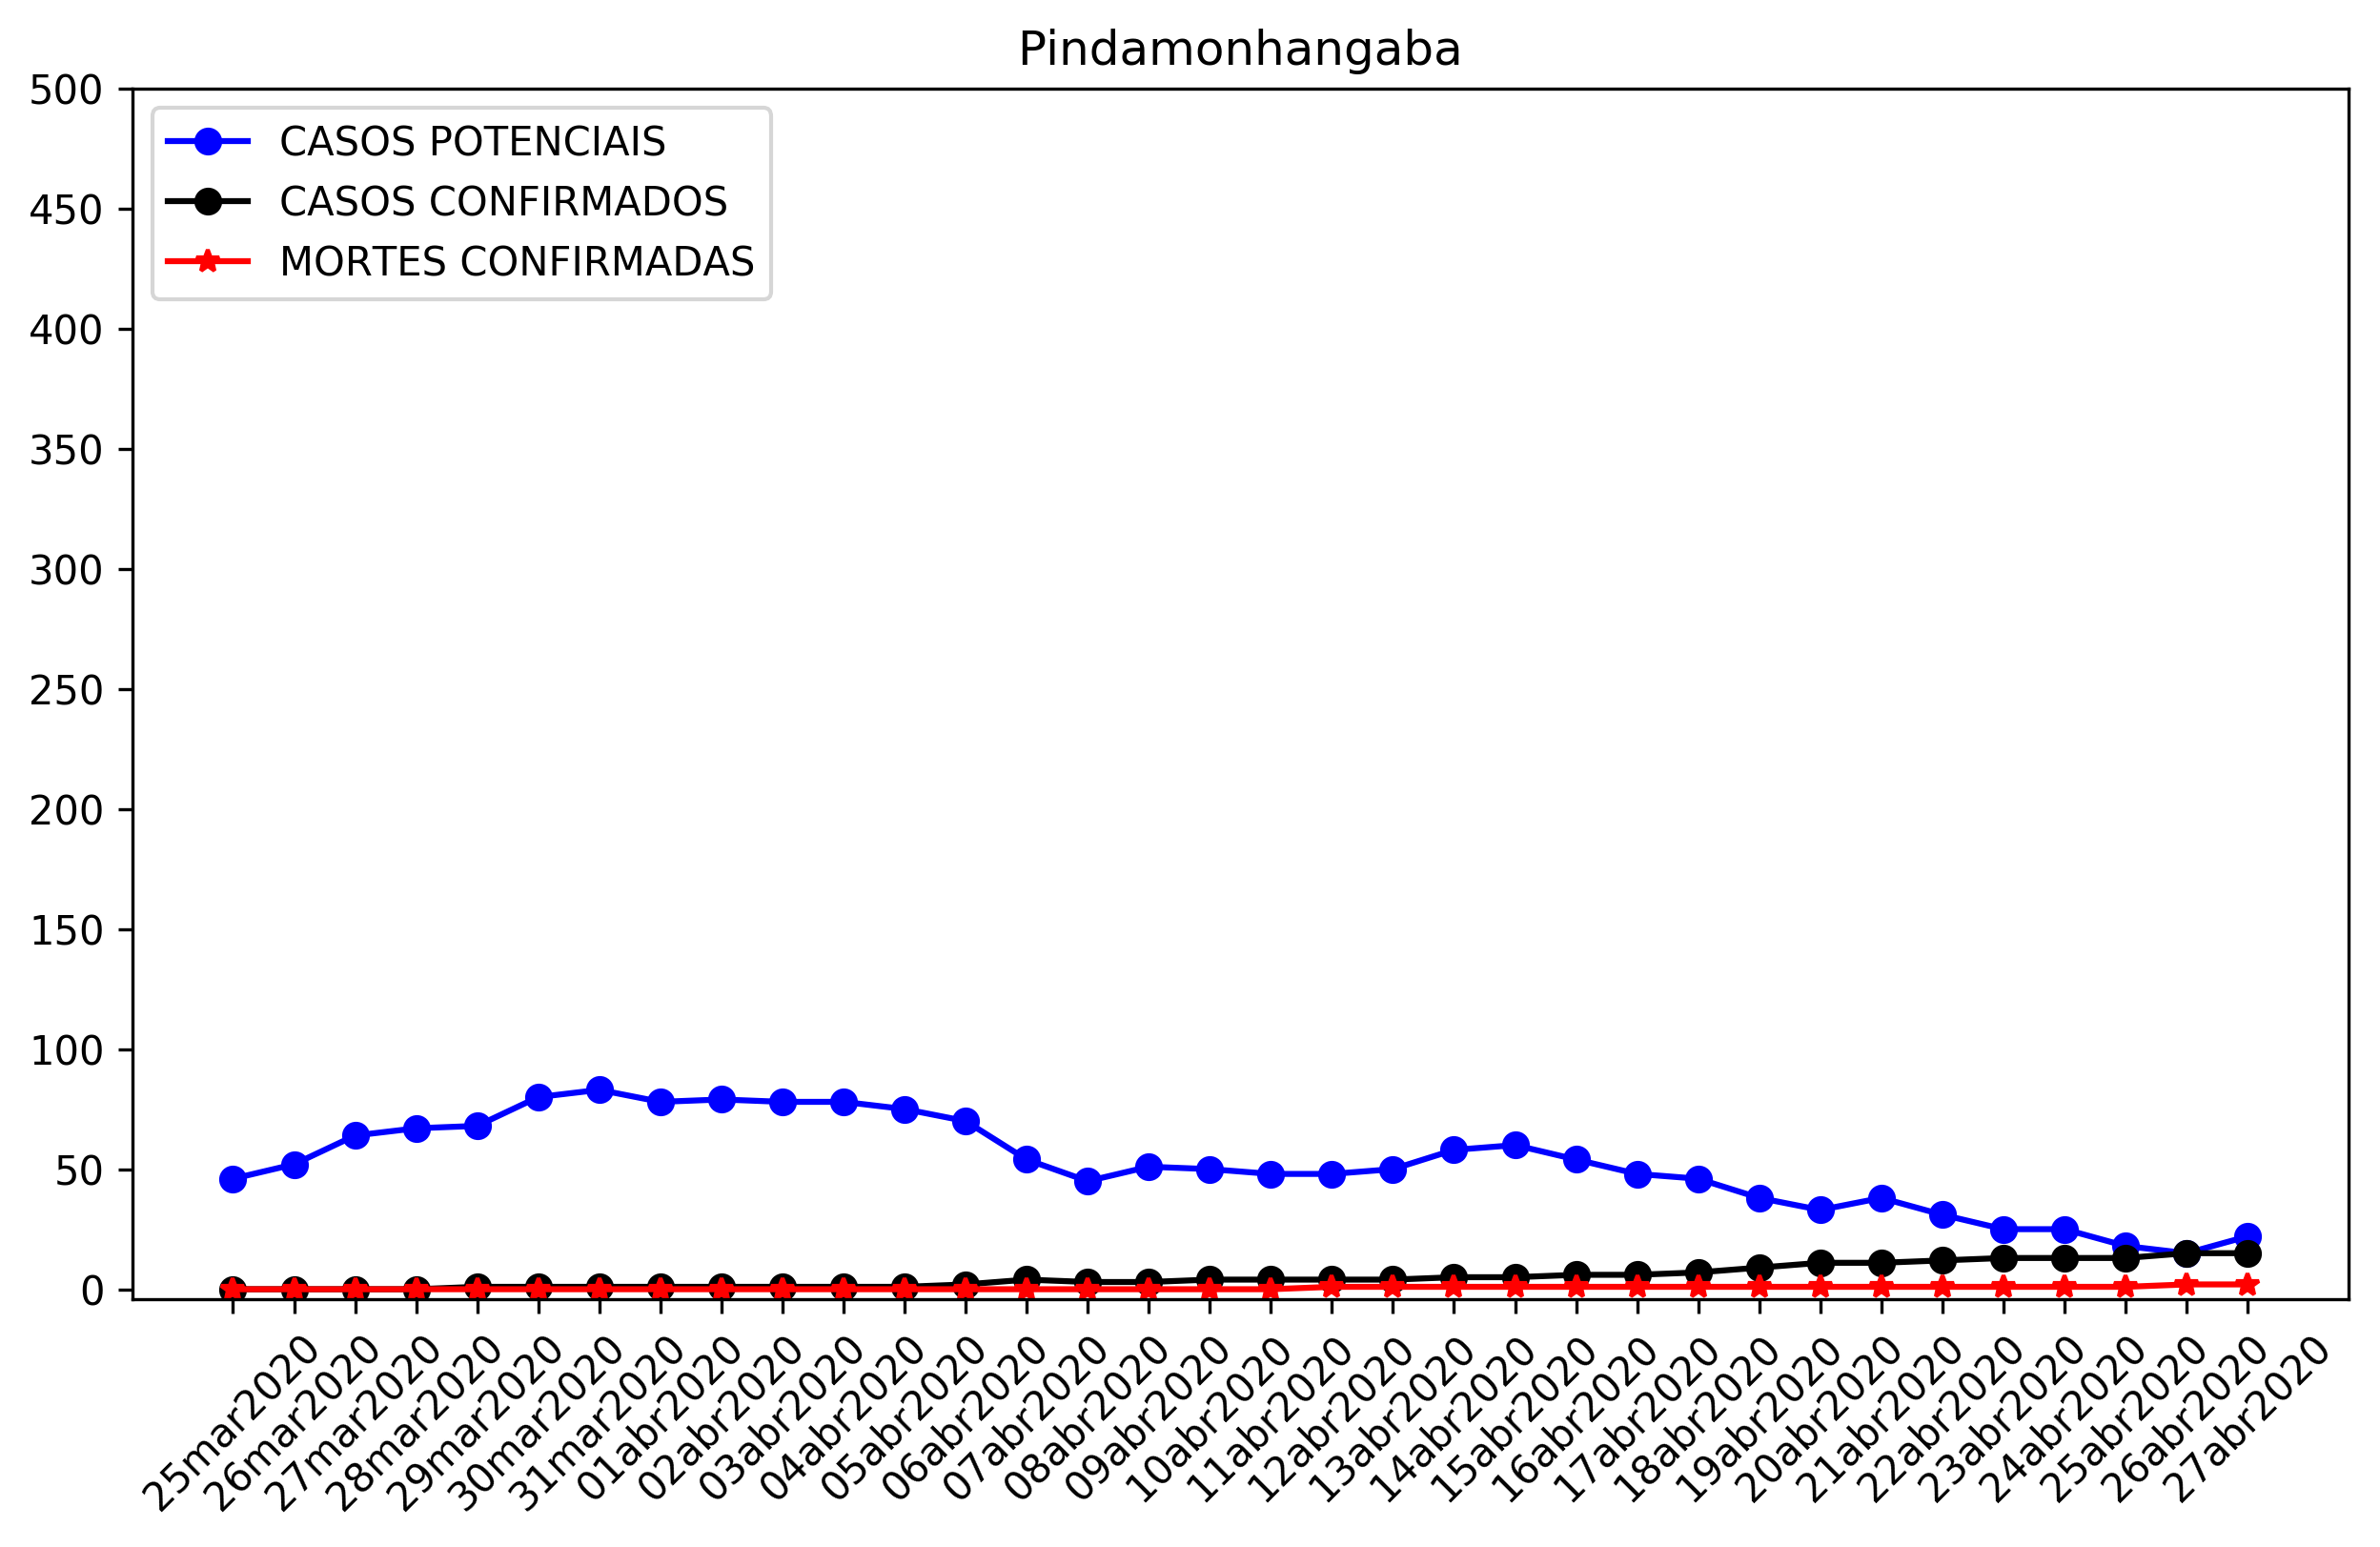 Pindamonhangaba
500
450
400
350
300
250
200
150
100
50
0
CASOS POTENCIAIS
CASOS CONFIRMADOS
MORTES CONFIRMADAS
25mar2020
26mar2020
27mar2020
28mar2020
29mar2020
30mar2020
31mar2020
01abr2020
02abr2020
03abr2020
04abr2020
05abr2020
06abr2020
07abr2020
08abr2020
09abr2020
10abr2020
11abr2020
12abr2020
13abr2020
14abr2020
15abr2020
16abr2020
17abr2020
18abr2020
19abr2020
20abr2020
21abr2020
22abr2020
23abr2020
24abr2020
25abr2020
26abr2020
27abr2020